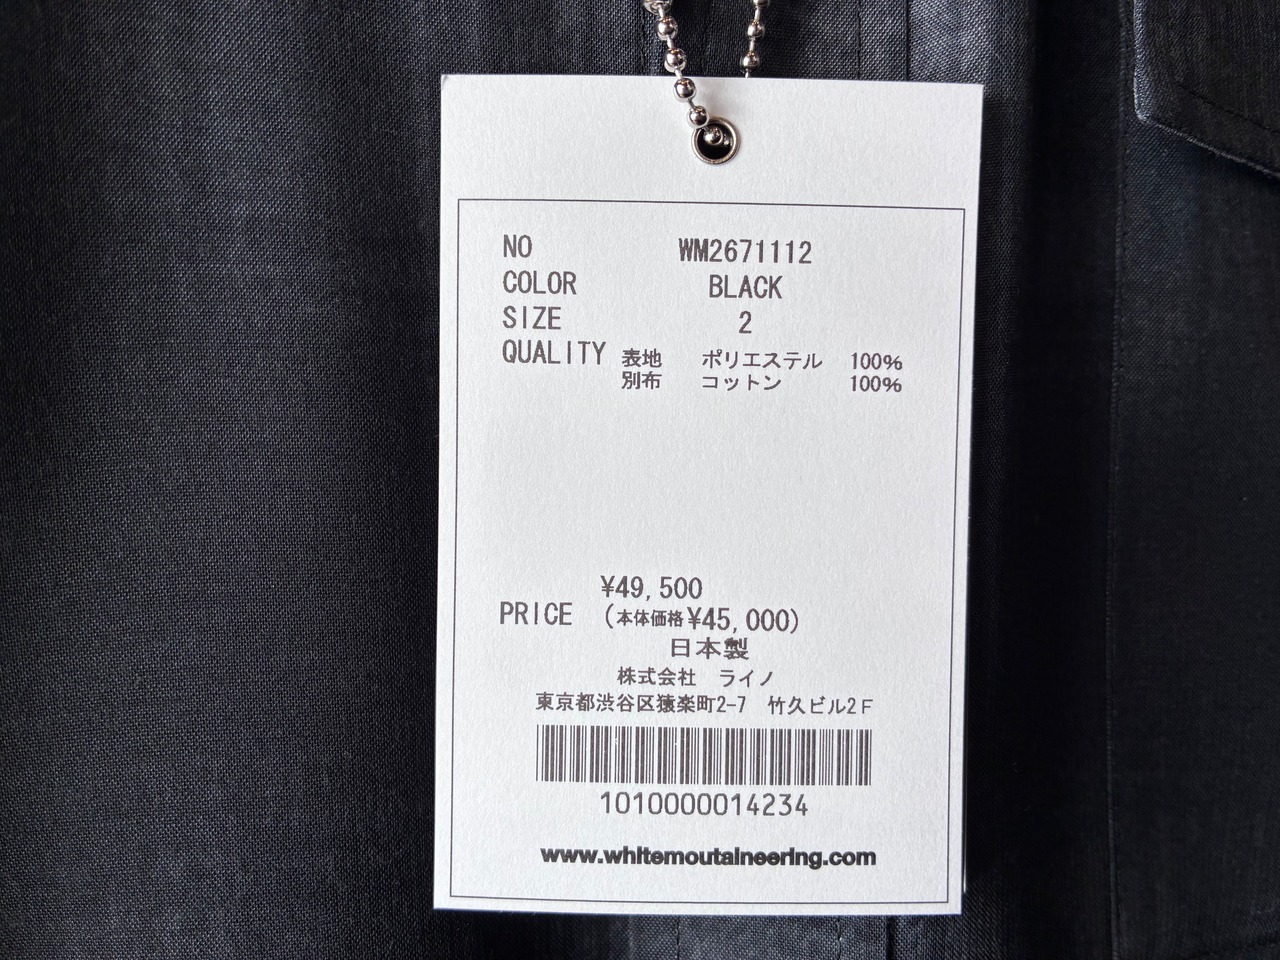 NO WM2671112
COLOR BLACK
SIZE 2
QUALITY 表地 ポリエステル 100%
別布 コットン 100%
¥49,500
PRICE (本体価格¥45,000)
日本製
株式会社 ライノ
東京都渋谷区猿楽町2-7 竹久ビル2F
1010000014234
www.whitemoutaineering.com